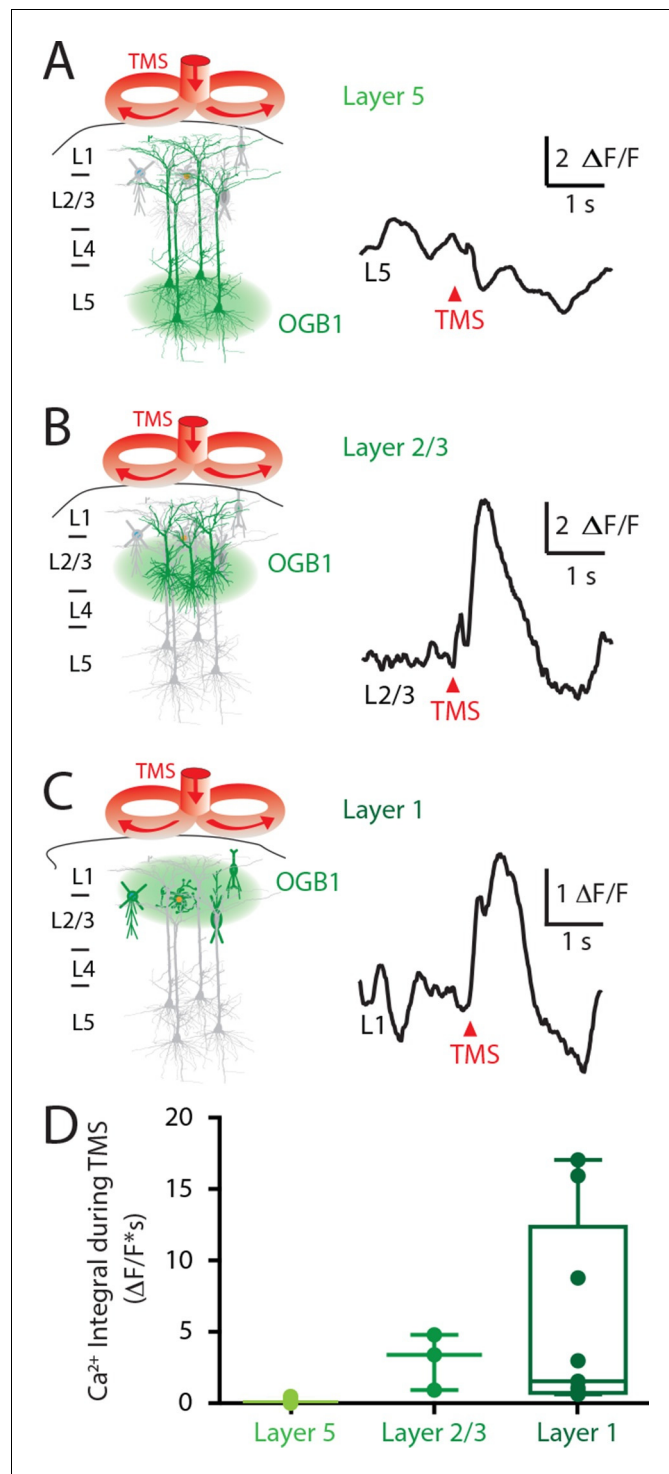 A
TMS
Layer 5
L1
L2/3
L4
L5
OGB1
2 ΔF/F
1 s
L5
TMS
B
TMS
Layer 2/3
L1
L2/3
L4
L5
OGB1
2 ΔF/F
1 s
L2/3
TMS
C
TMS
Layer 1
L1
L2/3
L4
L5
OGB1
1 ΔF/F
1 s
L1
TMS
D
Ca²⁺ Integral during TMS
(ΔF/F*s)
20
15
10
5
0
Layer 5
Layer 2/3
Layer 1